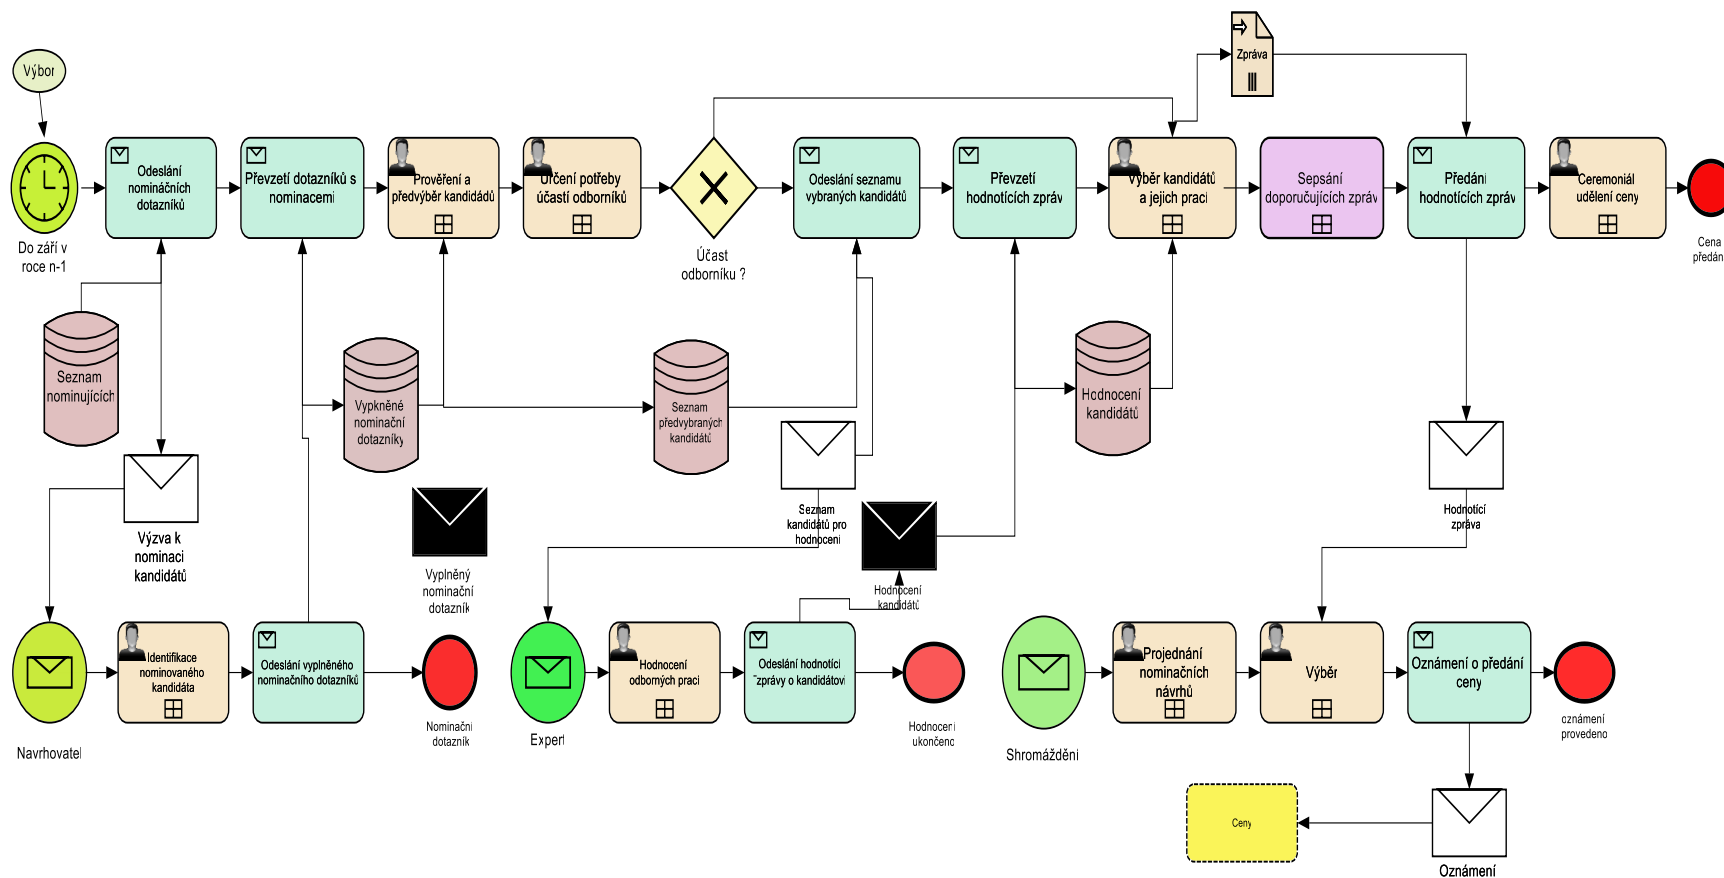 Výbor
Zpráva
Odeslání
nominačních
dotazníků
Převzetí dotazníků s
nominacemi
Prověření a
předvýběr kandidádů
Určení potřeby
účastí odborníků
Odeslání seznamu
vybraných kandidátů
Převzetí
hodnotících zpráv
Výběr kandidátů
a jejich prací
Sepsání
doporučujících zpráv
Předání
hodnotících zpráv
Ceremoniál
udělení ceny
Do září v
roce n-1
Účast
odborníku ?
Cena
předán
Seznam
nominujících
Vypkněné
nominační
dotazníky
Seznam
předvybraných
kandidátů
Hodnocení
kandidátů
Výzva k
nominaci
kandidátů
Vyplněný
nominační
dotazník
Seznam
kandidátů pro
hodnocení
Hodnocení
kandidátů
Hodnotící
zpráva
Identifikace
nominovaného
kandidáta
Odeslání vyplněného
nominačního dotazníků
Hodnocení
odborných prací
Odeslání hodnotící
zprávy o kandidátovi
Projednání
nominačních
návrhů
Výběr
Oznámení o předání
ceny
Navrhovatel
Nominační
dotazník
Expert
Hodnocení
ukončeno
Shromáždění
oznámení
provedeno
Ceny
Oznámení